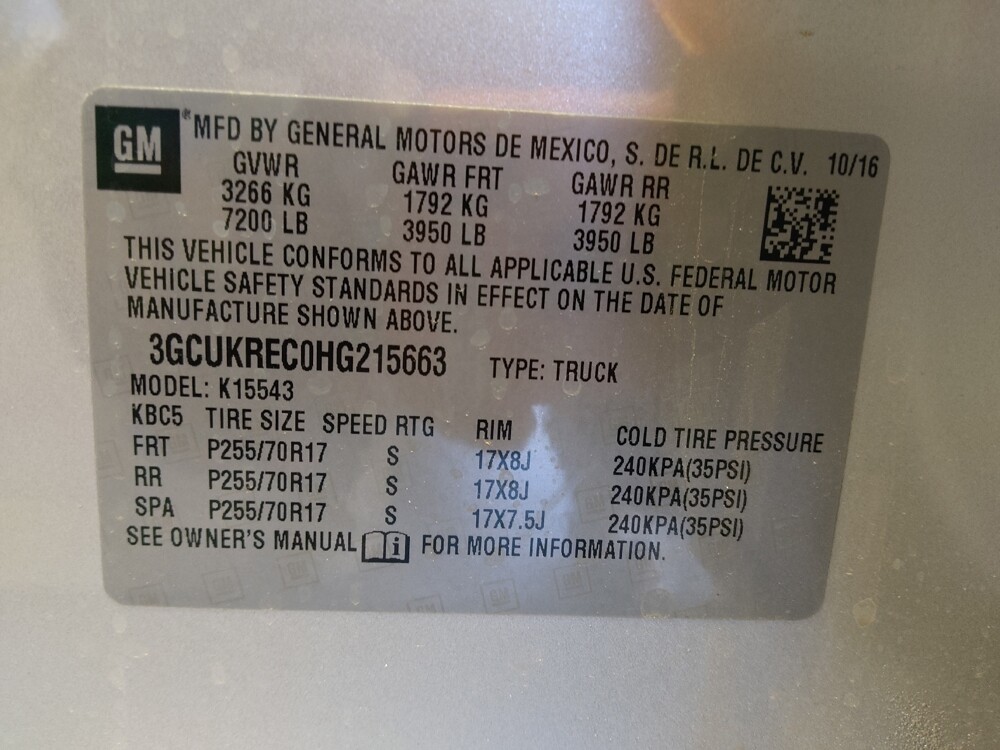 GM
MFD BY GENERAL MOTORS DE MEXICO, S. DE R.L. DE C.V. 10/16
GVWR GAWR FRT GAWR RR
3266 KG 1792 KG 1792 KG
7200 LB 3950 LB 3950 LB
THIS VEHICLE CONFORMS TO ALL APPLICABLE U.S. FEDERAL MOTOR
VEHICLE SAFETY STANDARDS IN EFFECT ON THE DATE OF
MANUFACTURE SHOWN ABOVE.
3GCUKREC0HG215663 TYPE: TRUCK
MODEL: K15543
KBC5 TIRE SIZE SPEED RTG RIM COLD TIRE PRESSURE
FRT P255/70R17 S 17X8J 240KPA(35PSI)
RR P255/70R17 S 17X8J 240KPA(35PSI)
SPA P255/70R17 S 17X7.5J 240KPA(35PSI)
SEE OWNER'S MANUAL i FOR MORE INFORMATION.